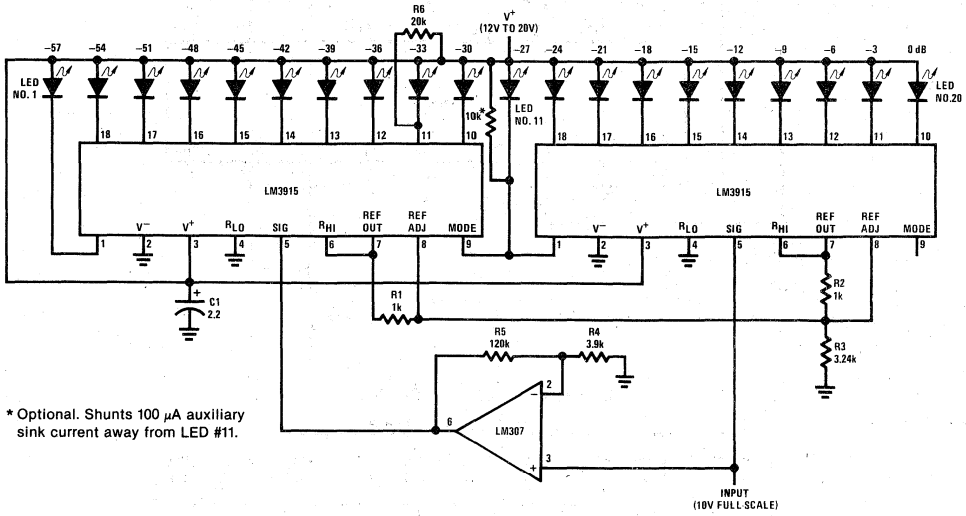 R6
20k
V+
(12V TO 20V)
−57 −54 −51 −48 −45 −42 −39 −36 −33 −30 −27 −24 −21 −18 −15 −12 −9 −6 −3 0 dB
LED
NO. 1
10k*
LED
NO. 11
LED
NO.20
18 17 16 15 14 13 12 11 10 18 17 16 15 14 13 12 11 10
LM3915
LM3915
V− V+ RLO SIG RHI REF OUT REF ADJ MODE
V− V+ RLO SIG RHI REF OUT REF ADJ MODE
1 2 3 4 5 6 7 8 9 1 2 3 4 5 6 7 8 9
+
C1
2.2
R1
1k
R2
1k
R3
3.24k
R5
120k
R4
3.9k
2
−
6
LM307
3
+
INPUT
(10V FULL SCALE)
* Optional. Shunts 100 μA auxiliary
sink current away from LED #11.